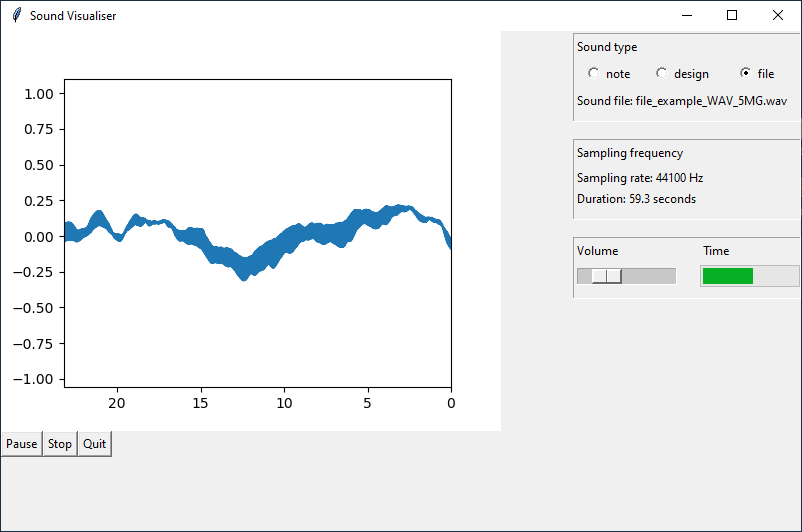 Sound Visualiser
Sound type
note design file
Sound file: file_example_WAV_5MG.wav
Sampling frequency
Sampling rate: 44100 Hz
Duration: 59.3 seconds
Volume Time
1.00
0.75
0.50
0.25
0.00
−0.25
−0.50
−0.75
−1.00
20 15 10 5 0
Pause Stop Quit